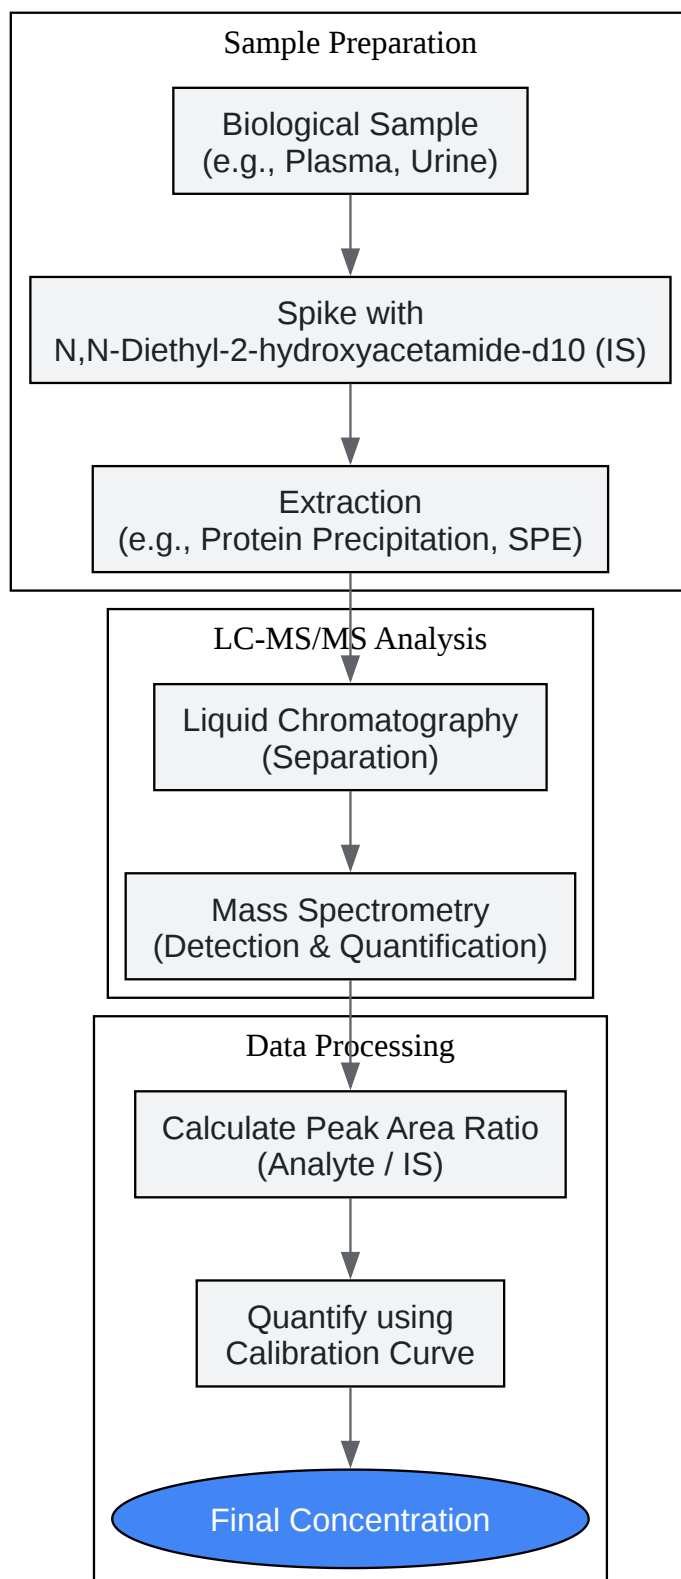 Sample Preparation
Biological Sample
(e.g., Plasma, Urine)
Spike with
N,N-Diethyl-2-hydroxyacetamide-d10 (IS)
Extraction
(e.g., Protein Precipitation, SPE)
LC-MS/MS Analysis
Liquid Chromatography
(Separation)
Mass Spectrometry
(Detection & Quantification)
Data Processing
Calculate Peak Area Ratio
(Analyte / IS)
Quantify using
Calibration Curve
Final Concentration